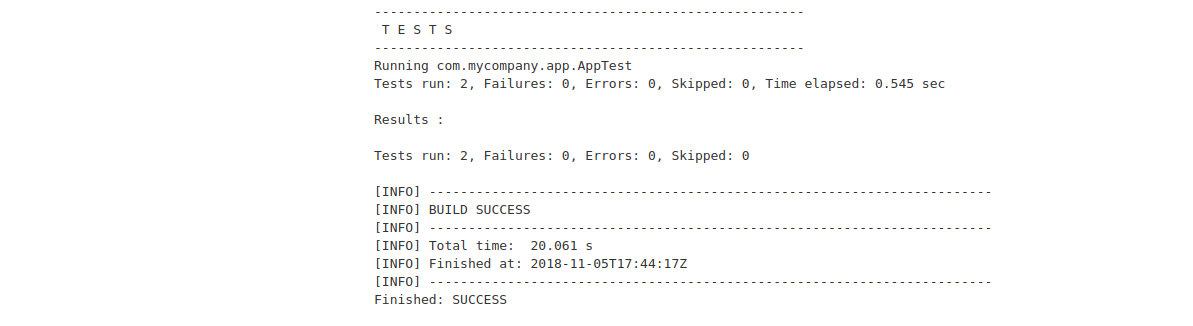 -------------------------------------------------------
 T E S T S
-------------------------------------------------------
Running com.mycompany.app.AppTest
Tests run: 2, Failures: 0, Errors: 0, Skipped: 0, Time elapsed: 0.545 sec

Results :

Tests run: 2, Failures: 0, Errors: 0, Skipped: 0

[INFO] ------------------------------------------------------------------------
[INFO] BUILD SUCCESS
[INFO] ------------------------------------------------------------------------
[INFO] Total time:  20.061 s
[INFO] Finished at: 2018-11-05T17:44:17Z
[INFO] ------------------------------------------------------------------------
Finished: SUCCESS